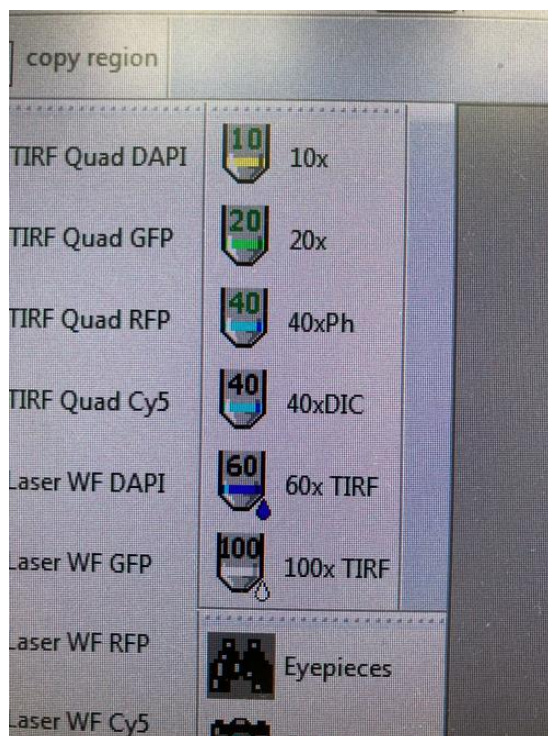 copy region
TIRF Quad DAPI
10
10x
TIRF Quad GFP
20
20x
TIRF Quad RFP
40
40xPh
TIRF Quad Cy5
40
40xDIC
Laser WF DAPI
60
60x TIRF
Laser WF GFP
100
100x TIRF
Laser WF RFP
Eyepieces
Laser WF Cy5